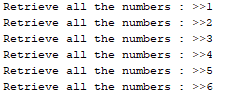 Retrieve all the numbers : >>1
Retrieve all the numbers : >>2
Retrieve all the numbers : >>3
Retrieve all the numbers : >>4
Retrieve all the numbers : >>5
Retrieve all the numbers : >>6